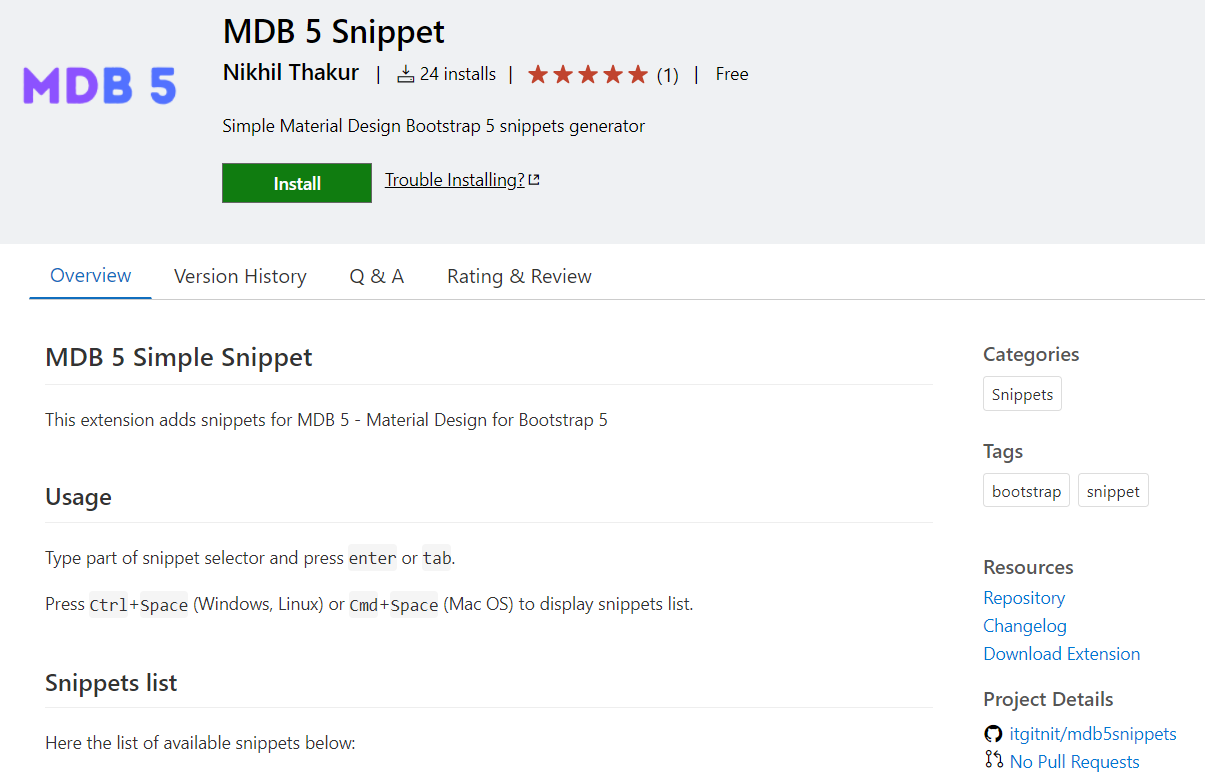 MDB 5
MDB 5 Snippet
Nikhil Thakur | 24 installs | (1) | Free
Simple Material Design Bootstrap 5 snippets generator
Install Trouble Installing?
Overview Version History Q & A Rating & Review
MDB 5 Simple Snippet
This extension adds snippets for MDB 5 - Material Design for Bootstrap 5
Usage
Type part of snippet selector and press enter or tab.
Press Ctrl+Space (Windows, Linux) or Cmd+Space (Mac OS) to display snippets list.
Snippets list
Here the list of available snippets below:
Categories
Snippets
Tags
bootstrap snippet
Resources
Repository
Changelog
Download Extension
Project Details
itgitnit/mdb5snippets
No Pull Requests